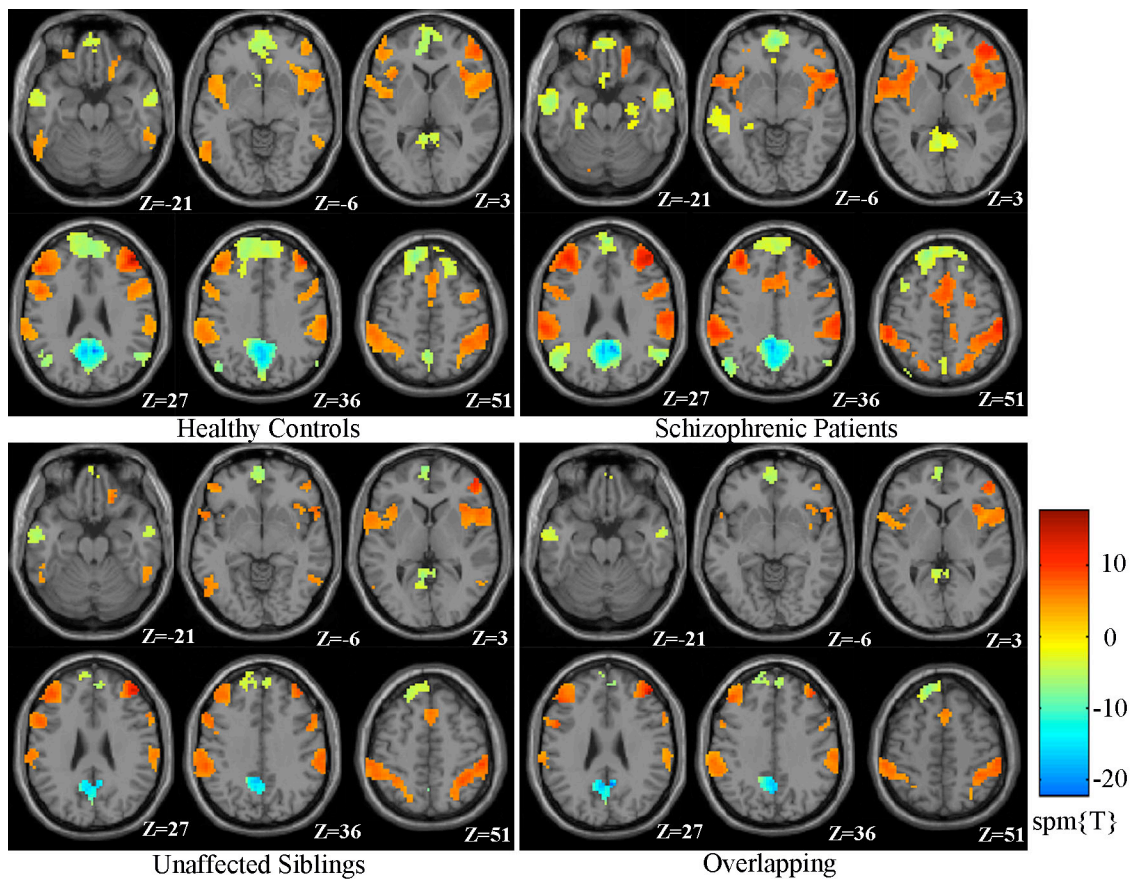 Z=-21 Z=-6 Z=3 Z=-21 Z=-6 Z=3
Z=27 Z=36 Z=51 Z=27 Z=36 Z=51
Healthy Controls Schizophrenic Patients
Z=-21 Z=-6 Z=3 Z=-21 Z=-6 Z=3
10
0
-10
-20
Z=27 Z=36 Z=51 Z=27 Z=36 Z=51
spm{T}
Unaffected Siblings Overlapping